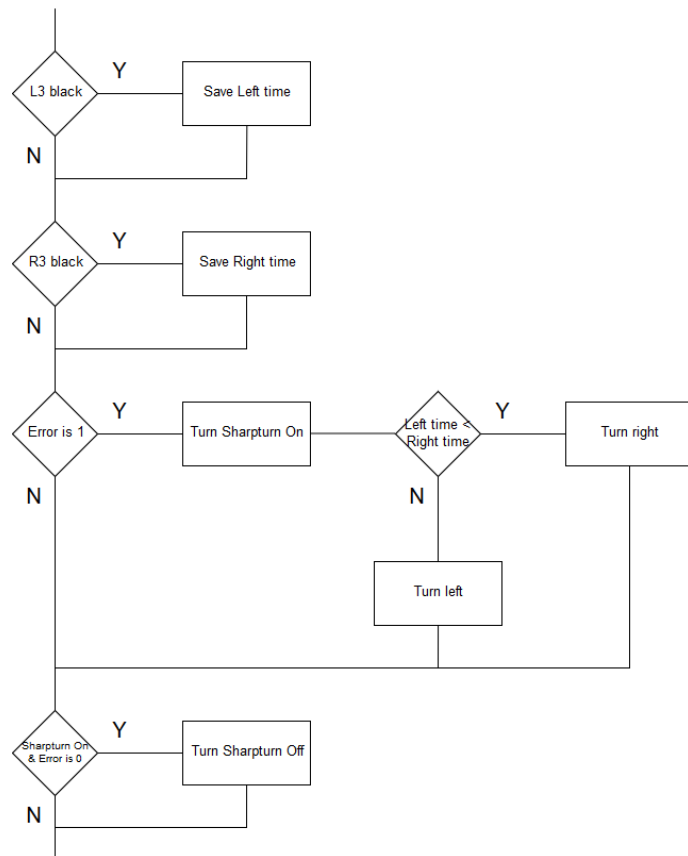 L3 black
Y
Save Left time
N
R3 black
Y
Save Right time
N
Error is 1
Y
Turn Sharpturn On
Left time <
Right time
Y
Turn right
N
N
Turn left
Sharpturn On
& Error is 0
Y
Turn Sharpturn Off
N